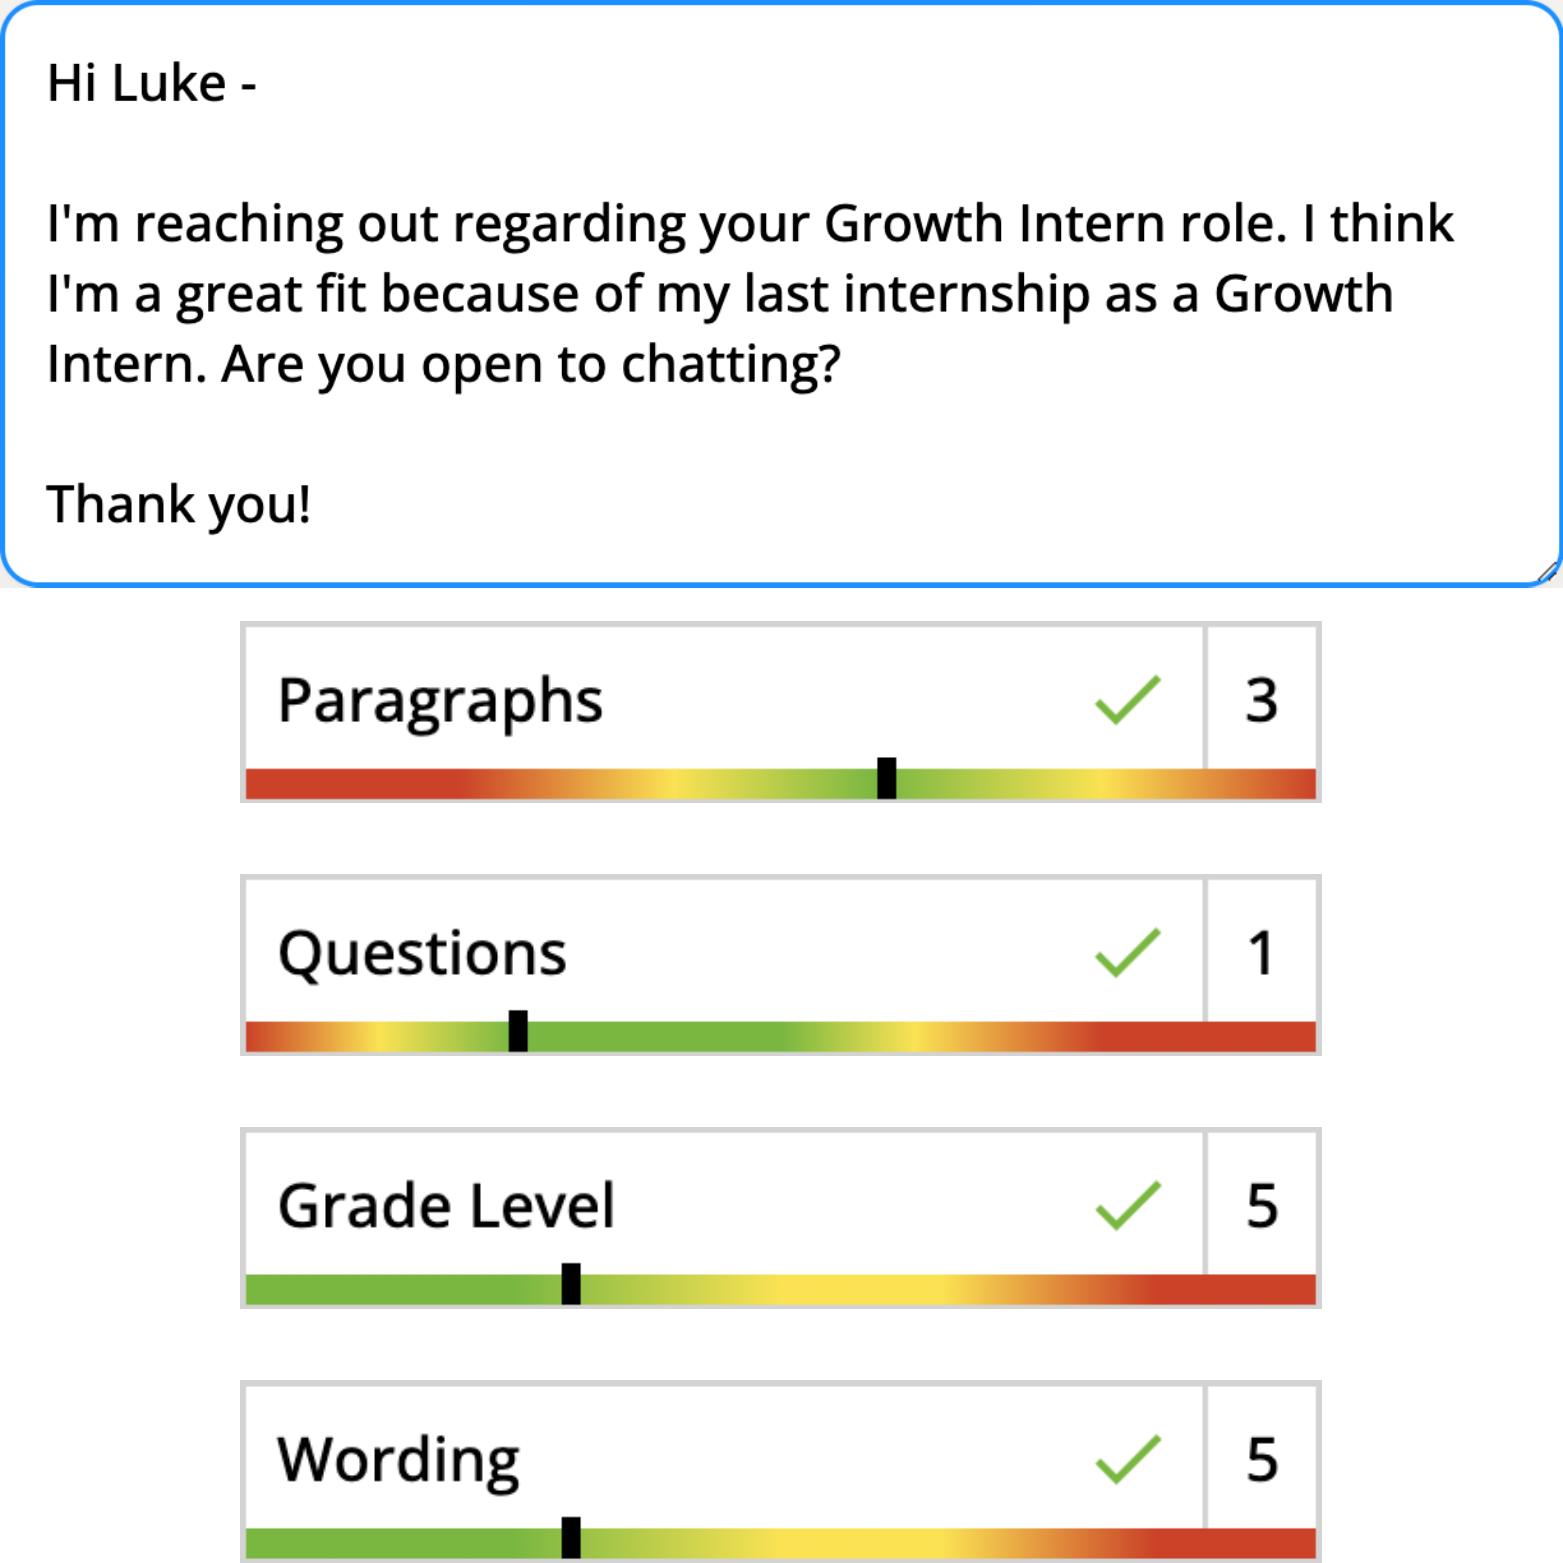 Hi Luke -
I'm reaching out regarding your Growth Intern role. I think
I'm a great fit because of my last internship as a Growth
Intern. Are you open to chatting?
Thank you!
Paragraphs 3
Questions 1
Grade Level 5
Wording 5